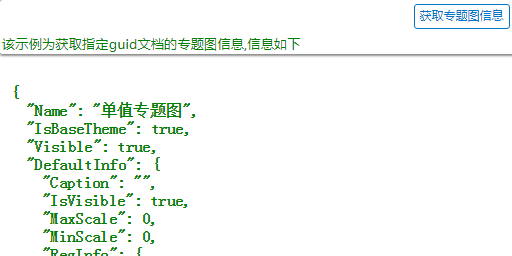 获取专题图信息
该示例为获取指定guid文档的专题图信息,信息如下
{
"Name": "单值专题图",
"IsBaseTheme": true,
"Visible": true,
"DefaultInfo": {
"Caption": "",
"IsVisible": true,
"MaxScale": 0,
"MinScale": 0,
"RegInfo": {